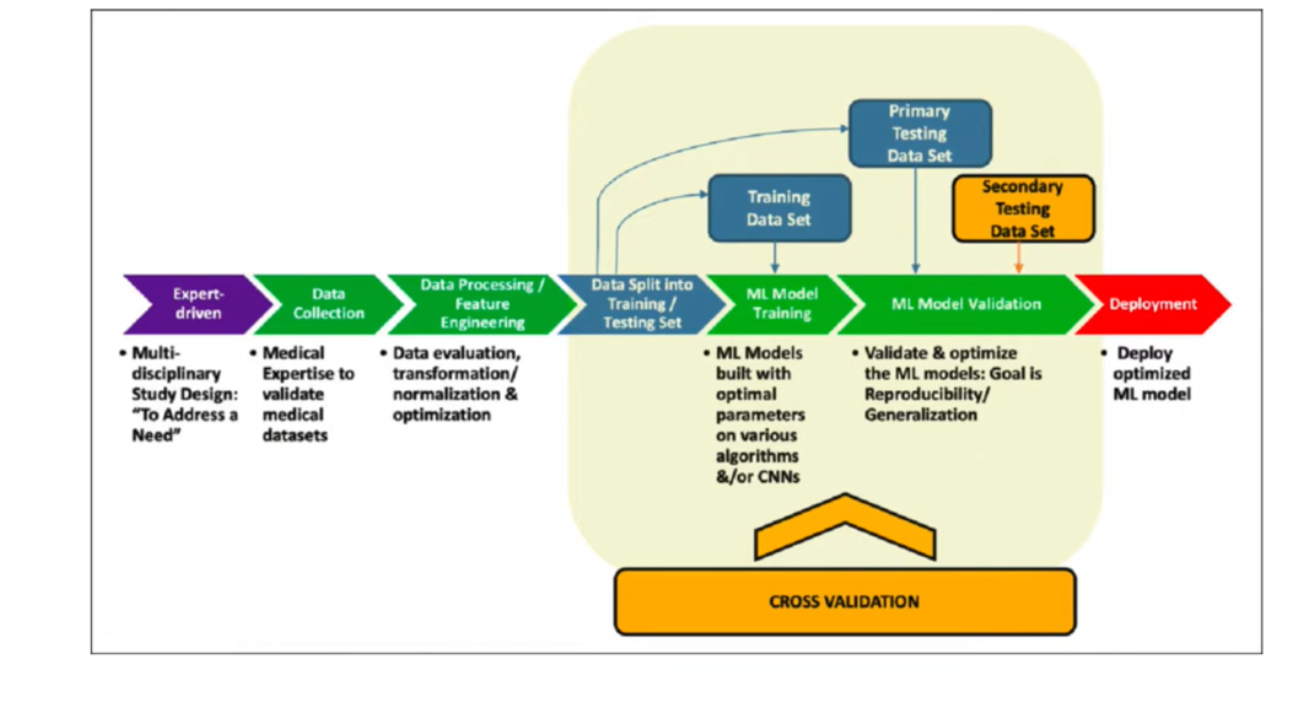 Primary
Testing
Data Set
Training
Data Set
Secondary
Testing
Data Set
Expert-
driven
Data
Collection
Data Processing /
Feature
Engineering
Data Split into
Training /
Testing Set
ML Model
Training
ML Model Validation
Deployment
• Multi-
disciplinary
Study Design:
“To Address a
Need”
• Medical
Expertise to
validate
medical
datasets
• Data evaluation,
transformation/
normalization &
optimization
• ML Models
built with
optimal
parameters
on various
algorithms
&/or CNNs
• Validate & optimize
the ML models: Goal is
Reproducibility/
Generalization
• Deploy
optimized
ML model
CROSS VALIDATION